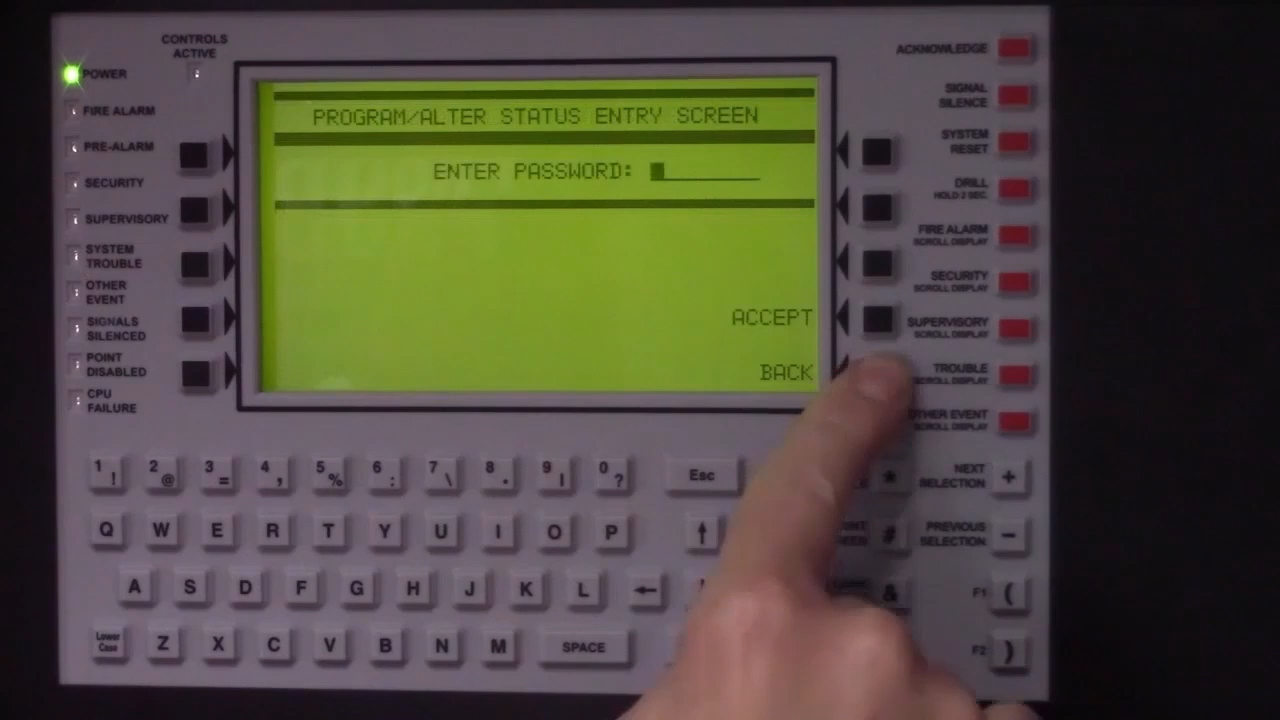 CONTROLS
ACTIVE
POWER
FIRE ALARM
PRE-ALARM
SECURITY
SUPERVISORY
SYSTEM
TROUBLE
OTHER
EVENT
SIGNALS
SILENCED
POINT
DISABLED
CPU
FAILURE
PROGRAM/ALTER STATUS ENTRY SCREEN
ENTER PASSWORD:
ACCEPT
BACK
ACKNOWLEDGE
SIGNAL
SILENCE
SYSTEM
RESET
DRILL
HOLD 2 SEC.
FIRE ALARM
SCROLL DISPLAY
SECURITY
SCROLL DISPLAY
SUPERVISORY
SCROLL DISPLAY
TROUBLE
SCROLL DISPLAY
OTHER EVENT
SCROLL DISPLAY
1 ! 2 @ 3 = 4 , 5 % 6 : 7 \ 8 . 9 | 0 ? Esc * NEXT SELECTION +
Q W E R T Y U I O P ↑ # PREVIOUS SELECTION -
A S D F G H J K L ← & F1 (
Lower Case Z X C V B N M SPACE F2 )